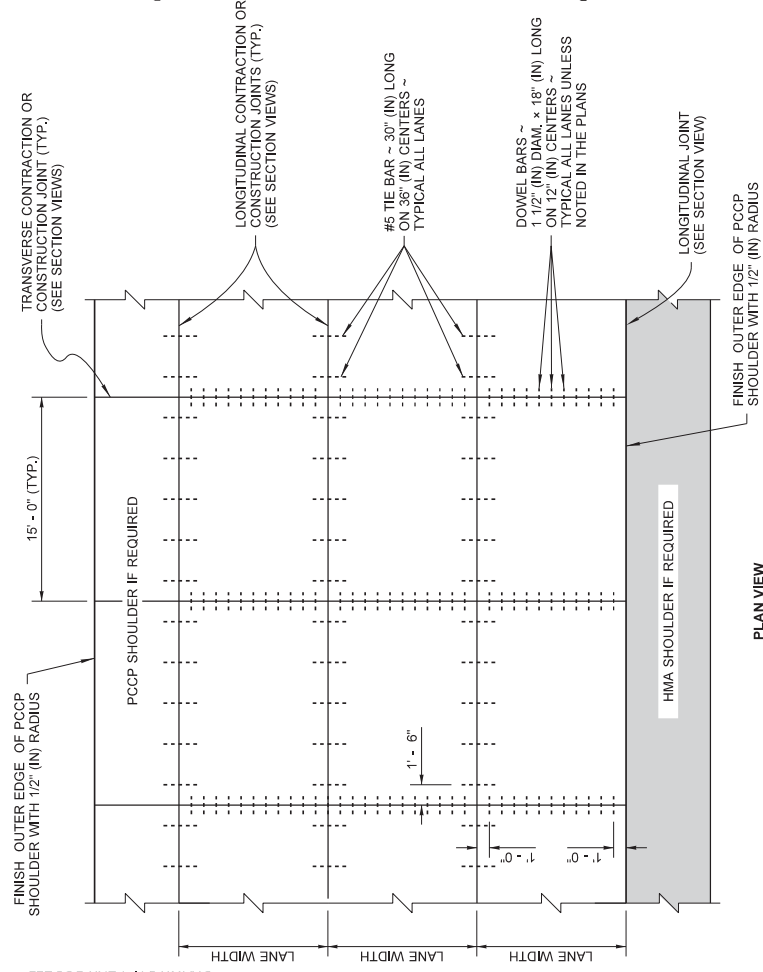 TRANSVERSE CONTRACTION OR
CONSTRUCTION JOINT (TYP.)
(SEE SECTION VIEWS)
LONGITUDINAL CONTRACTION OR
CONSTRUCTION JOINTS (TYP.)
(SEE SECTION VIEWS)
#5 TIE BAR ~ 30" (IN) LONG
ON 36" (IN) CENTERS ~
TYPICAL ALL LANES
DOWEL BARS ~
1 1/2" (IN) DIAM. × 18" (IN) LONG
ON 12" (IN) CENTERS ~
TYPICAL ALL LANES UNLESS
NOTED IN THE PLANS
LONGITUDINAL JOINT
(SEE SECTION VIEW)
FINISH OUTER EDGE OF PCCP
SHOULDER WITH 1/2" (IN) RADIUS
15' - 0" (TYP.)
PCCP SHOULDER IF REQUIRED
HMA SHOULDER IF REQUIRED
PLAN VIEW
FINISH OUTER EDGE OF PCCP
SHOULDER WITH 1/2" (IN) RADIUS
1' - 6"
1' - 0"
1' - 0"
LANE WIDTH
LANE WIDTH
LANE WIDTH